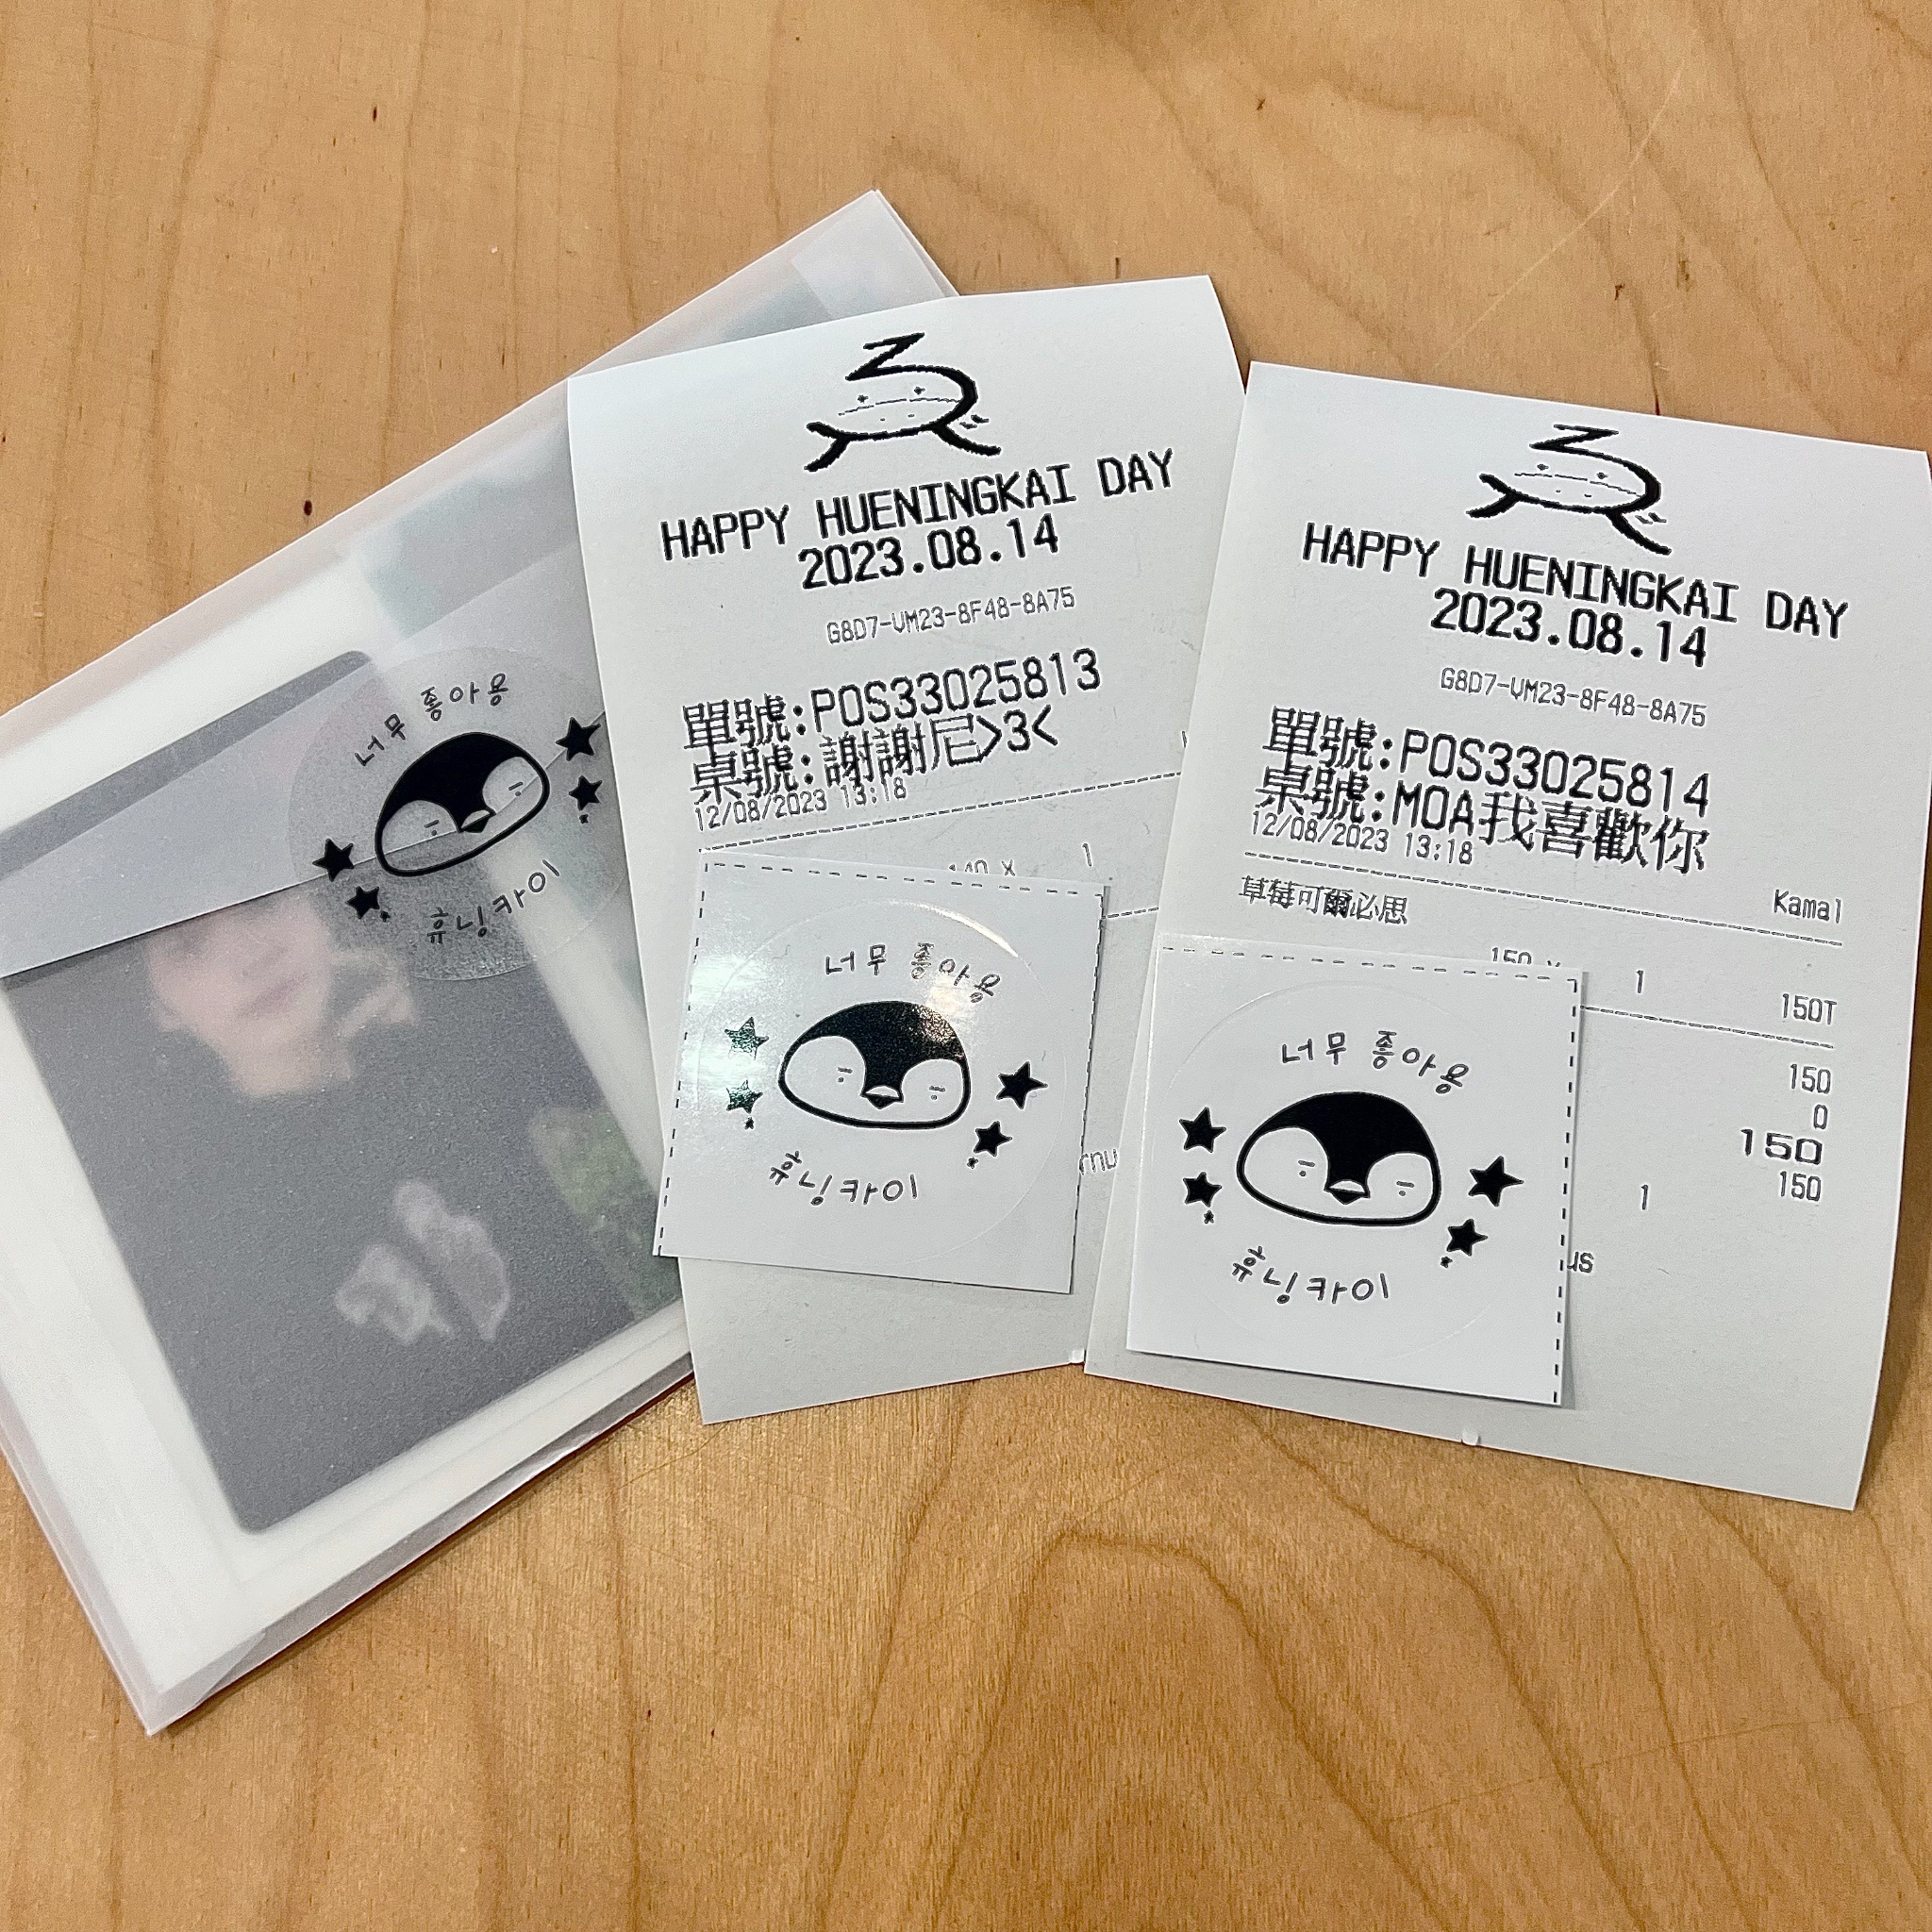 너무 좋아용
휴닝카이
HAPPY HUENINGKAI DAY
2023.08.14
G8D7-VM23-8F48-8A75
單號:POS33025813
桌號:謝謝尼>3<
12/08/2023 13:18
140 X 1
너무 좋아용
휴닝카이
HAPPY HUENINGKAI DAY
2023.08.14
G8D7-VM23-8F48-8A75
單號:POS33025814
桌號:MOA我喜歡你
12/08/2023 13:18
Kamal
草莓可爾必思
150 X 1
150T
150
0
150
1 150
너무 좋아용
휴닝카이